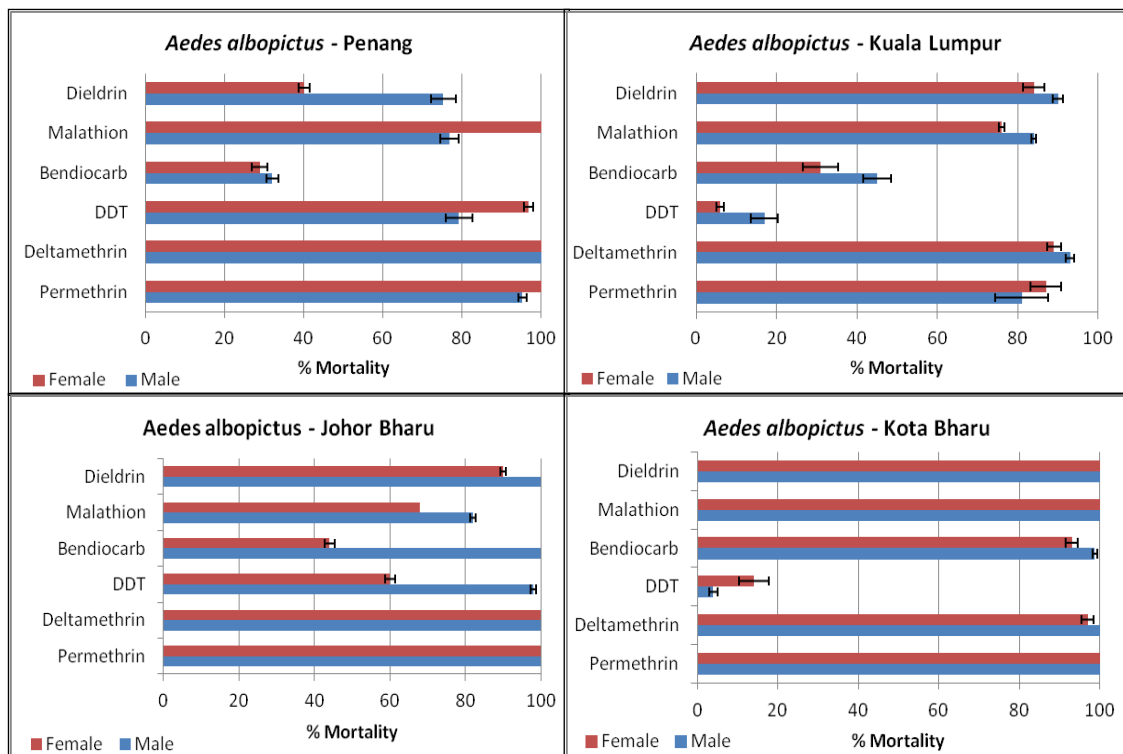 Aedes albopictus - Penang
Dieldrin
Malathion
Bendiocarb
DDT
Deltamethrin
Permethrin
0 20 40 60 80 100
% Mortality
Female Male
Aedes albopictus - Kuala Lumpur
Dieldrin
Malathion
Bendiocarb
DDT
Deltamethrin
Permethrin
0 20 40 60 80 100
% Mortality
Female Male
Aedes albopictus - Johor Bharu
Dieldrin
Malathion
Bendiocarb
DDT
Deltamethrin
Permethrin
0 20 40 60 80 100
% Mortality
Female Male
Aedes albopictus - Kota Bharu
Dieldrin
Malathion
Bendiocarb
DDT
Deltamethrin
Permethrin
0 20 40 60 80 100
% Mortality
Female Male